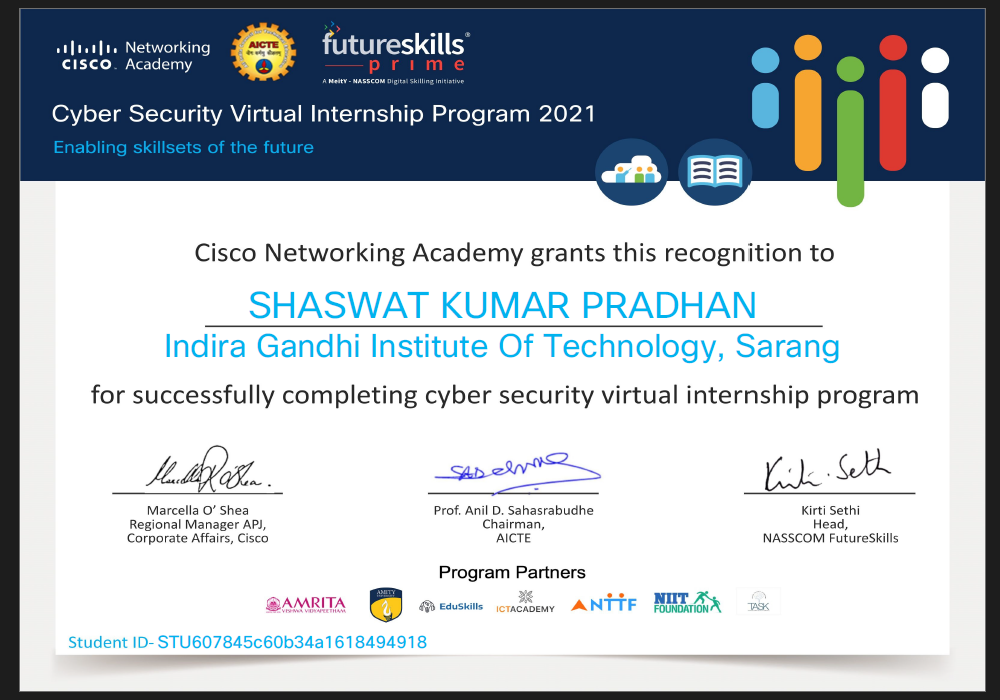 Networking
CISCO Academy
AICTE
futureskills®
prime
A MeitY - NASSCOM Digital Skilling Initiative
Cyber Security Virtual Internship Program 2021
Enabling skillsets of the future
Cisco Networking Academy grants this recognition to
SHASWAT KUMAR PRADHAN
Indira Gandhi Institute Of Technology, Sarang
for successfully completing cyber security virtual internship program
Marcella O’ Shea
Regional Manager APJ,
Corporate Affairs, Cisco
Prof. Anil D. Sahasrabudhe
Chairman,
AICTE
Kirti Sethi
Head,
NASSCOM FutureSkills
Program Partners
AMRITA
VISHWA VIDYAPEETHAM
AMITY
EduSkills
ICTACADEMY
NTTF
NIIT
FOUNDATION
TASK
Student ID- STU607845c60b34a1618494918